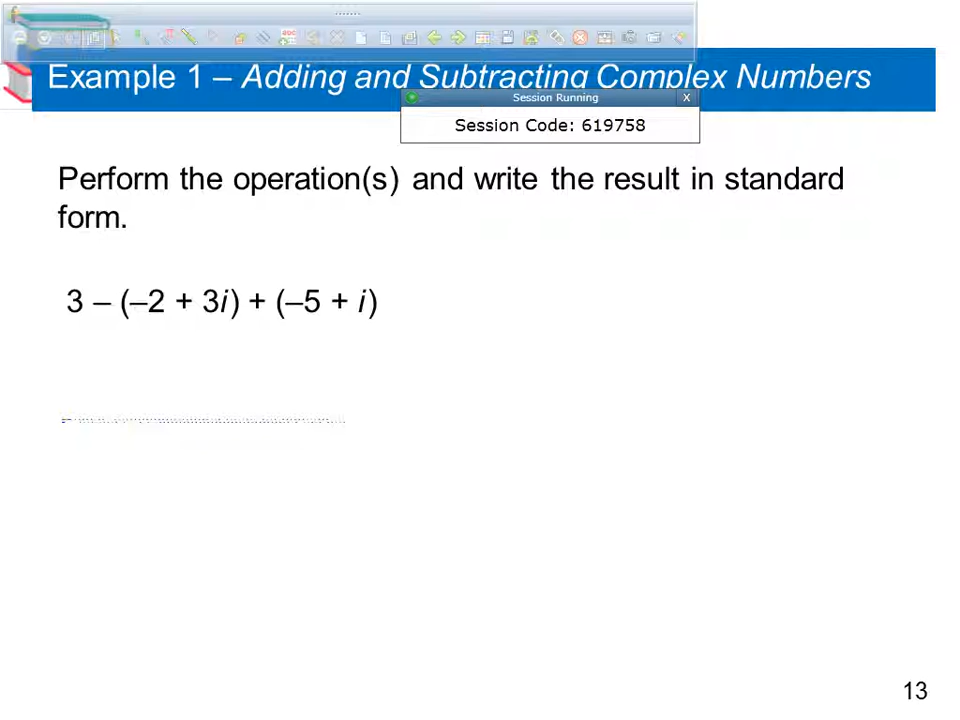 Example 1 – Adding and Subtracting Complex Numbers
Session Running
X
Session Code: 619758
Perform the operation(s) and write the result in standard
form.
3 – (–2 + 3i) + (–5 + i)
13